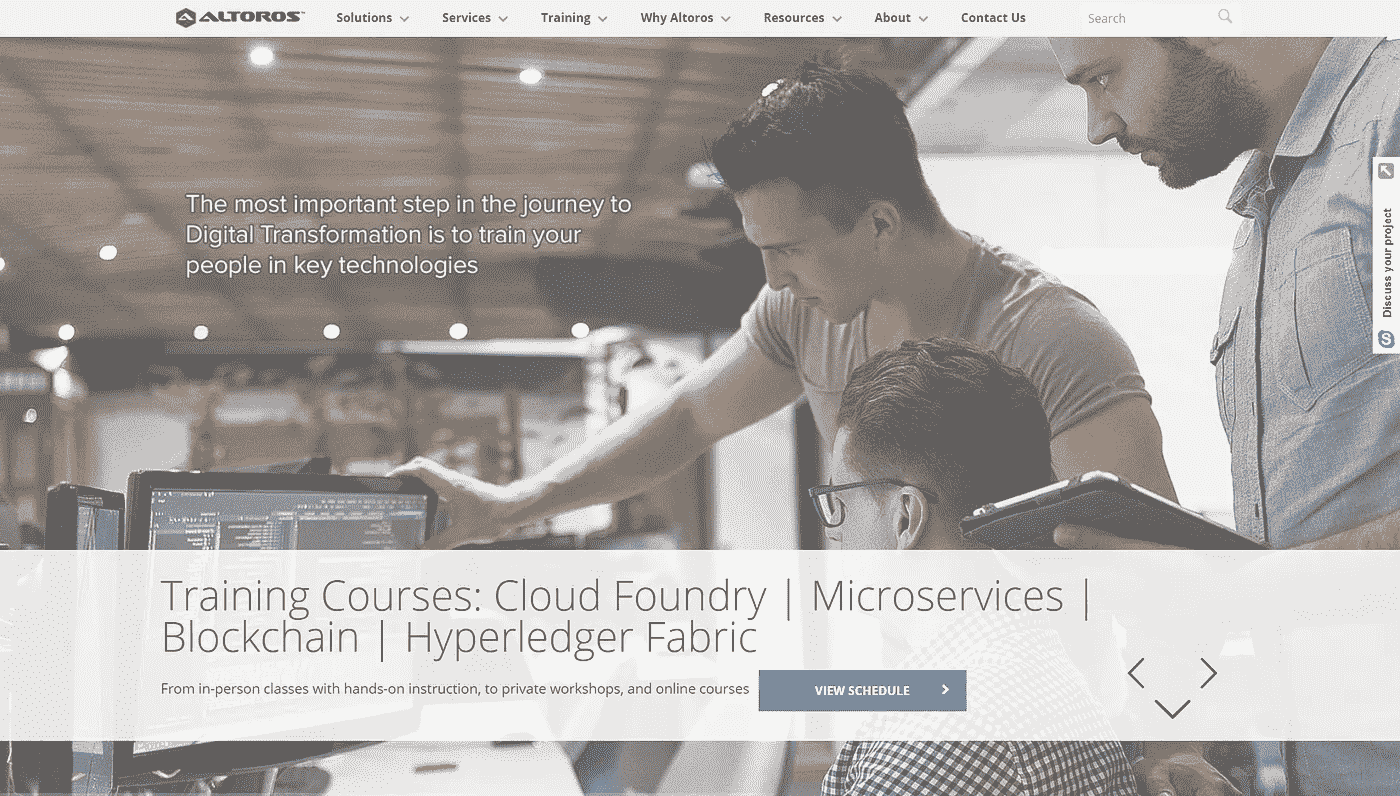 ALTOROS™
Solutions
Services
Training
Why Altoros
Resources
About
Contact Us
Search
The most important step in the journey to
Digital Transformation is to train your
people in key technologies
Discuss your project
Training Courses: Cloud Foundry | Microservices |
Blockchain | Hyperledger Fabric
From in-person classes with hands-on instruction, to private workshops, and online courses
VIEW SCHEDULE